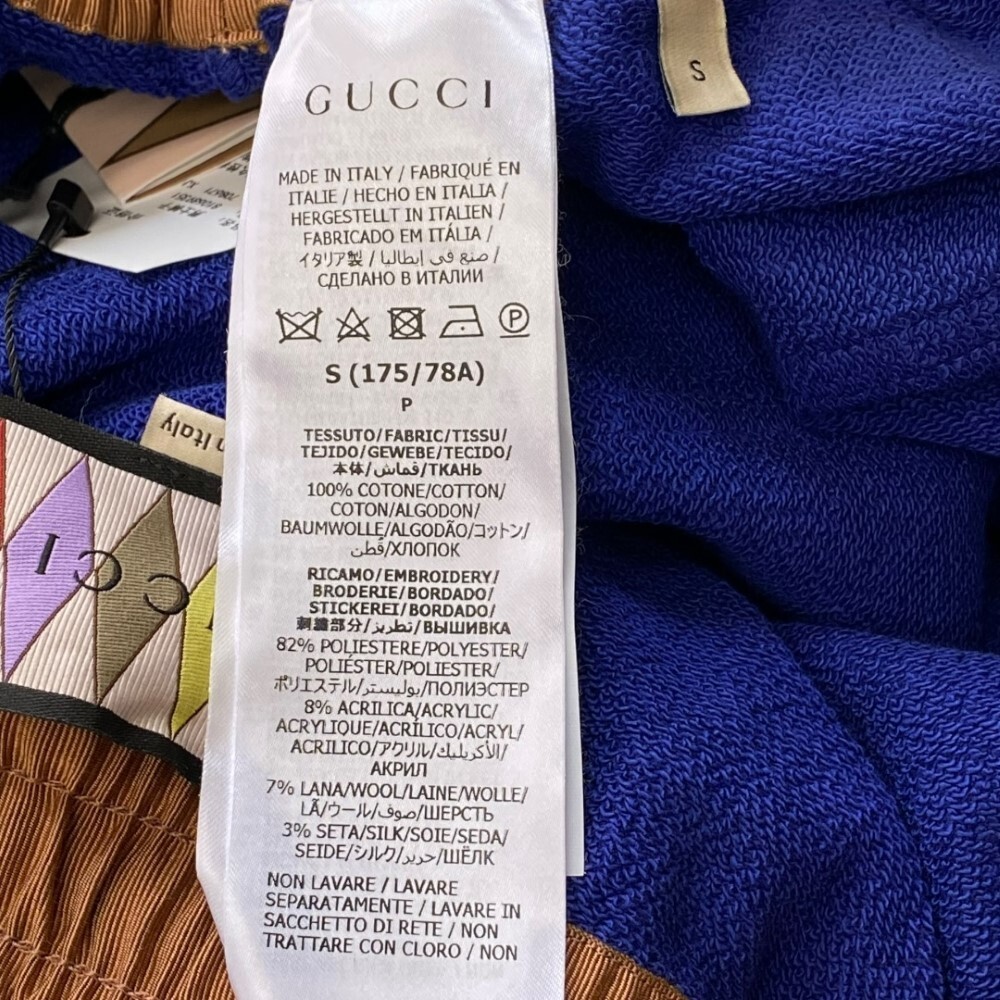 GUCCI
MADE IN ITALY / FABRIQUÉ EN
ITALIE / HECHO EN ITALIA /
HERGESTELLT IN ITALIEN /
FABRICADO EM ITÁLIA /
イタリア製 / صنع في إيطاليا /
СДЕЛАНО В ИТАЛИИ
P
S (175/78A)
P
TESSUTO/FABRIC/TISSU/
TEJIDO/GEWEBE/TECIDO/
本体/قماش/ТКАНЬ
100% COTONE/COTTON/
COTON/ALGODON/
BAUMWOLLE/ALGODÃO/コットン/
قطن/ХЛОПОК
RICAMO/EMBROIDERY/
BRODERIE/BORDADO/
STICKEREI/BORDADO/
刺繍部分/تطريز/ВЫШИВКА
82% POLIESTERE/POLYESTER/
POLIÉSTER/POLIESTER/
ポリエステル/بوليستر/ПОЛИЭСТЕР
8% ACRILICA/ACRYLIC/
ACRYLIQUE/ACRÍLICO/ACRYL/
ACRILICO/アクリル/الأكريليك/
АКРИЛ
7% LANA/WOOL/LAINE/WOLLE/
LÃ/ウール/صوف/ШЕРСТЬ
3% SETA/SILK/SOIE/SEDA/
SEIDE/シルク/حرير/ШЁЛК
NON LAVARE / LAVARE
SEPARATAMENTE / LAVARE IN
SACCHETTO DI RETE / NON
TRATTARE CON CLORO / NON
S
n Italy
CCI